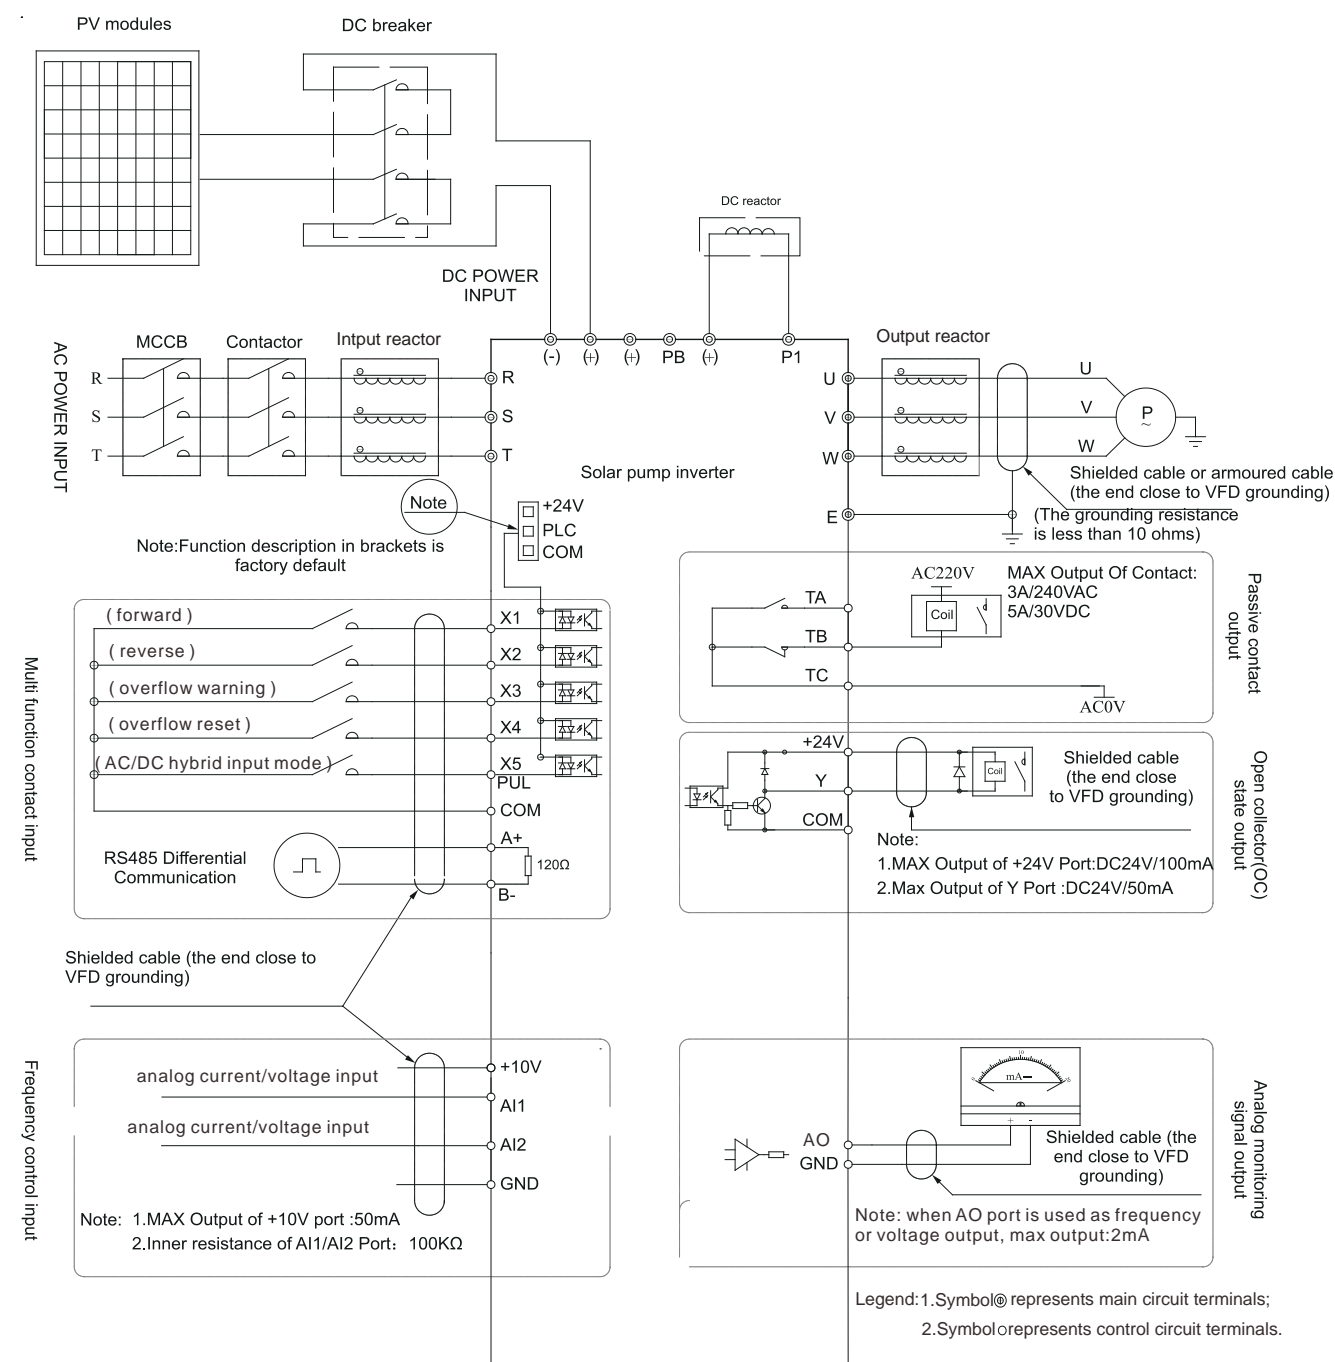 PV modules
DC breaker
DC reactor
DC POWER
INPUT
MCCB
Contactor
Intput reactor
(-)
(+)
(+)
PB
(+)
P1
Output reactor
AC POWER INPUT
R
S
T
R
S
T
U
V
W
E
U
V
W
P
~
Solar pump inverter
Shielded cable or armoured cable
(the end close to VFD grounding)
(The grounding resistance
is less than 10 ohms)
Note
+24V
PLC
COM
Note:Function description in brackets is
factory default
Multi function contact input
( forward )
( reverse )
( overflow warning )
( overflow reset )
( AC/DC hybrid input mode )
X1
X2
X3
X4
X5
PUL
COM
A+
B-
120Ω
RS485 Differential
Communication
Shielded cable (the end close to
VFD grounding)
Frequency control input
analog current/voltage input
analog current/voltage input
+10V
AI1
AI2
GND
Note: 1.MAX Output of +10V port :50mA
2.Inner resistance of AI1/AI2 Port: 100KΩ
TA
TB
TC
AC220V
Coil
AC0V
MAX Output Of Contact:
3A/240VAC
5A/30VDC
Passive contact
output
+24V
Y
COM
Coil
Shielded cable
(the end close
to VFD grounding)
Note:
1.MAX Output of +24V Port:DC24V/100mA
2.Max Output of Y Port :DC24V/50mA
Open collector(OC)
state output
AO
GND
10
mA
+ -
Shielded cable (the
end close to VFD
grounding)
Note: when AO port is used as frequency
or voltage output, max output:2mA
Analog monitoring
signal output
Legend:1.Symbol represents main circuit terminals;
2.Symbol represents control circuit terminals.